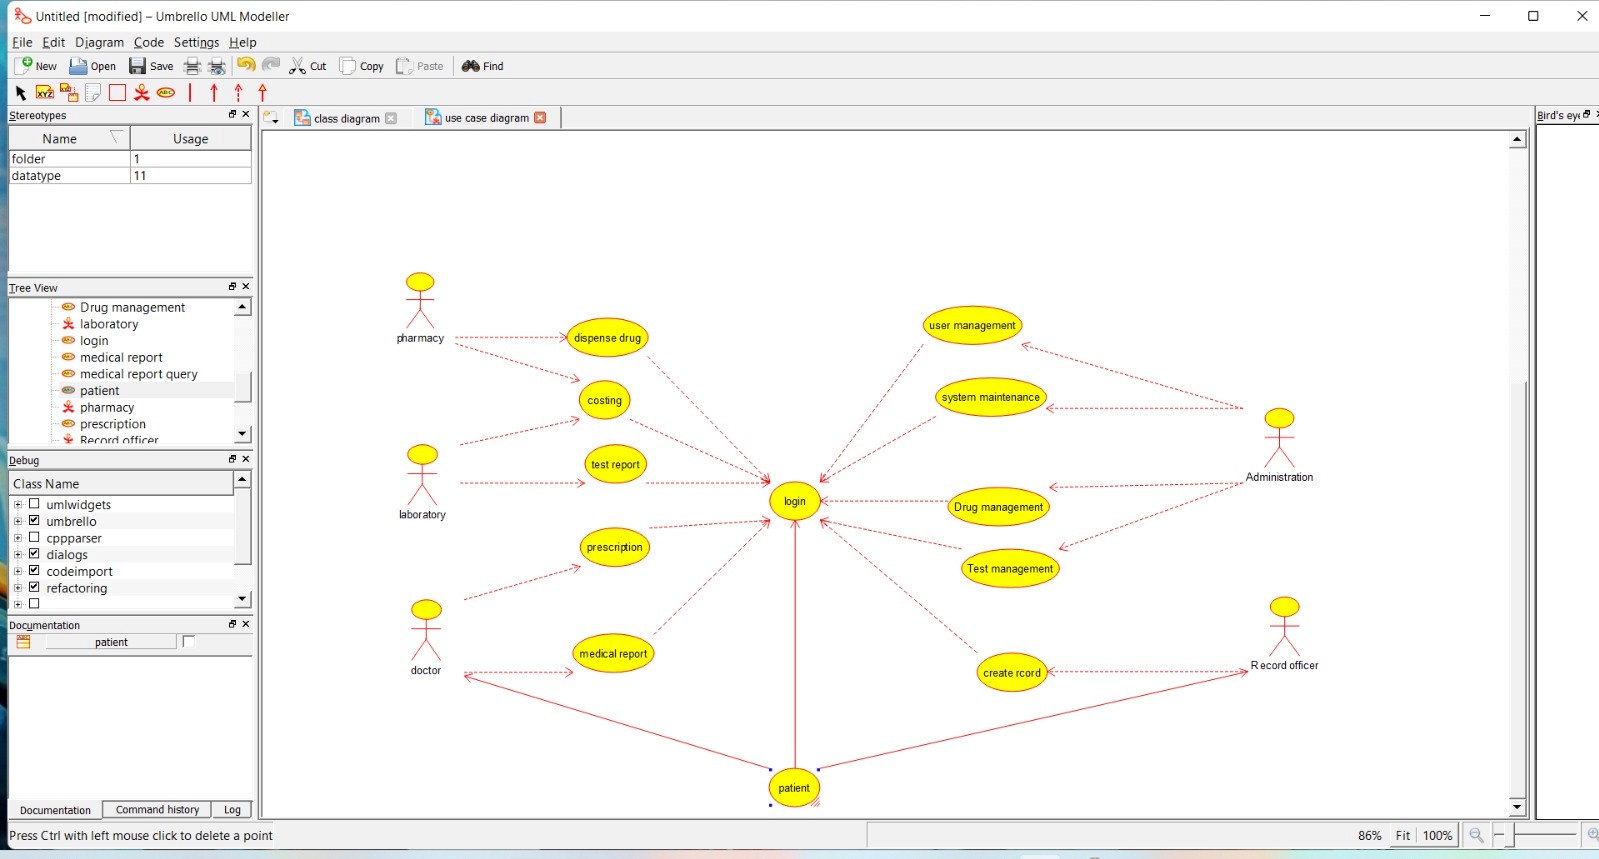 Untitled [modified] – Umbrello UML Modeller
File Edit Diagram Code Settings Help
New Open Save Cut Copy Paste Find
XYZ XYZ ABC
Stereotypes
Name Usage
folder 1
datatype 11
Tree View
Drug management
laboratory
login
medical report
medical report query
patient
pharmacy
prescription
Record officer
Debug
Class Name
umlwidgets
umbrello
cppparser
dialogs
codeimport
refactoring
Documentation
patient
Documentation Command history Log
Press Ctrl with left mouse click to delete a point
class diagram use case diagram
pharmacy
dispense drug
costing
laboratory
test report
prescription
doctor
medical report
login
user management
system maintenance
Administration
Drug management
Test management
Record officer
create rcord
patient
Bird's eye
86% Fit 100%